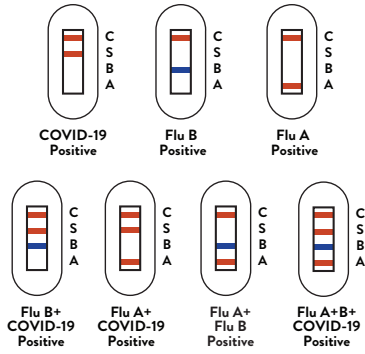 C
S
B
A
COVID-19
Positive
C
S
B
A
Flu B
Positive
C
S
B
A
Flu A
Positive
C
S
B
A
Flu B+
COVID-19
Positive
C
S
B
A
Flu A+
COVID-19
Positive
C
S
B
A
Flu A+
Flu B
Positive
C
S
B
A
Flu A+B+
COVID-19
Positive